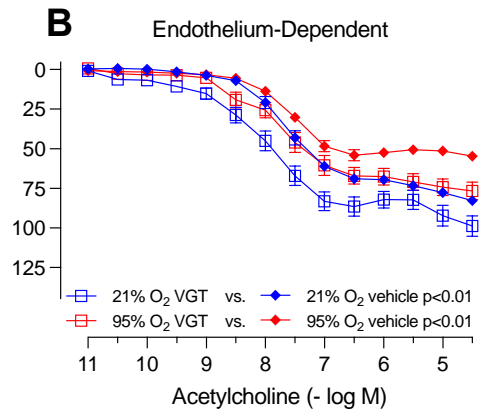 B Endothelium-Dependent
0
25
50
75
100
125
21% O₂ VGT vs. 21% O₂ vehicle p<0.01
95% O₂ VGT vs. 95% O₂ vehicle p<0.01
11 10 9 8 7 6 5
Acetylcholine (- log M)